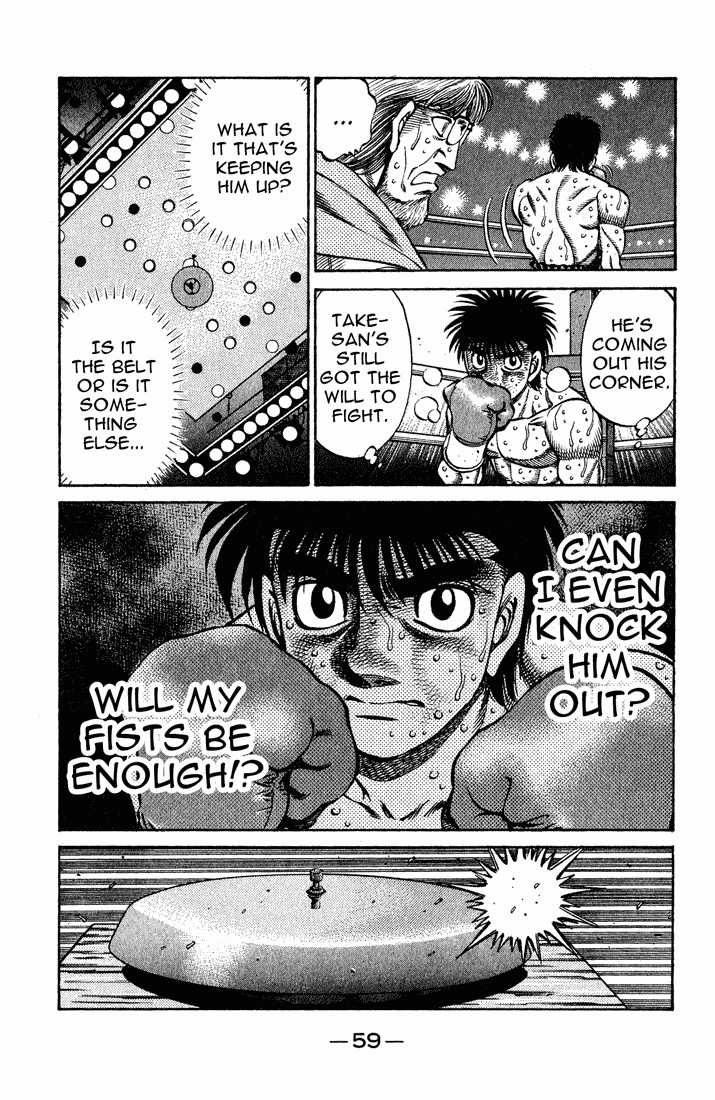 ...
HE'S
COMING
OUT HIS
CORNER.
TAKE-
SAN'S
STILL
GOT THE
WILL TO
FIGHT.
WHAT IS
IT THAT'S
KEEPING
HIM UP?
IS IT
THE BELT
OR IS IT
SOME-
THING
ELSE...
CAN
I EVEN
KNOCK
HIM
OUT?
WILL MY
FISTS BE
ENOUGH!?
— 59 —